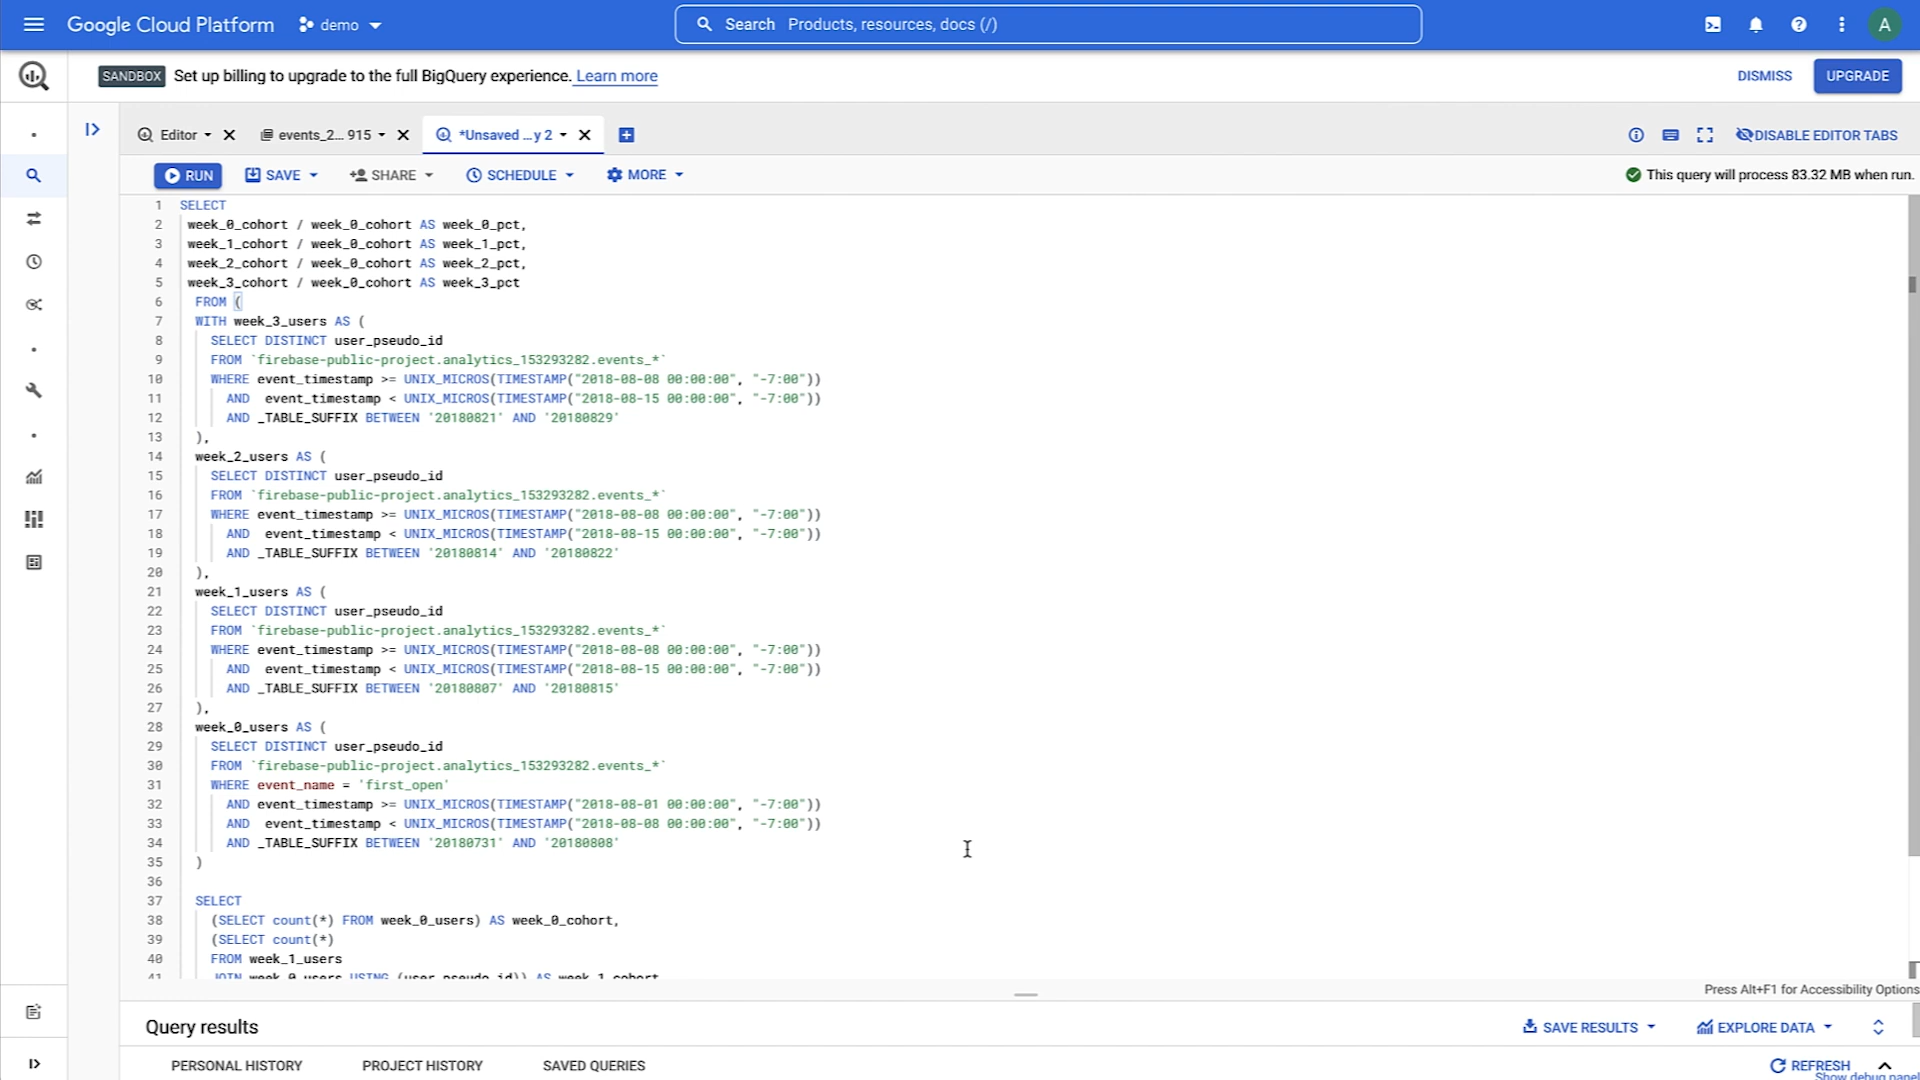 Google Cloud Platform demo Search Products, resources, docs (/) A
SANDBOX Set up billing to upgrade to the full BigQuery experience. Learn more DISMISS UPGRADE
Editor events_2... 915 *Unsaved ...y 2 DISABLE EDITOR TABS
RUN SAVE SHARE SCHEDULE MORE This query will process 83.32 MB when run.
1 SELECT
2 week_0_cohort / week_0_cohort AS week_0_pct,
3 week_1_cohort / week_0_cohort AS week_1_pct,
4 week_2_cohort / week_0_cohort AS week_2_pct,
5 week_3_cohort / week_0_cohort AS week_3_pct
6 FROM (
7 WITH week_3_users AS (
8 SELECT DISTINCT user_pseudo_id
9 FROM `firebase-public-project.analytics_153293282.events_*`
10 WHERE event_timestamp >= UNIX_MICROS(TIMESTAMP("2018-08-08 00:00:00", "-7:00"))
11 AND event_timestamp < UNIX_MICROS(TIMESTAMP("2018-08-15 00:00:00", "-7:00"))
12 AND _TABLE_SUFFIX BETWEEN '20180821' AND '20180829'
13 ),
14 week_2_users AS (
15 SELECT DISTINCT user_pseudo_id
16 FROM `firebase-public-project.analytics_153293282.events_*`
17 WHERE event_timestamp >= UNIX_MICROS(TIMESTAMP("2018-08-08 00:00:00", "-7:00"))
18 AND event_timestamp < UNIX_MICROS(TIMESTAMP("2018-08-15 00:00:00", "-7:00"))
19 AND _TABLE_SUFFIX BETWEEN '20180814' AND '20180822'
20 ),
21 week_1_users AS (
22 SELECT DISTINCT user_pseudo_id
23 FROM `firebase-public-project.analytics_153293282.events_*`
24 WHERE event_timestamp >= UNIX_MICROS(TIMESTAMP("2018-08-08 00:00:00", "-7:00"))
25 AND event_timestamp < UNIX_MICROS(TIMESTAMP("2018-08-15 00:00:00", "-7:00"))
26 AND _TABLE_SUFFIX BETWEEN '20180807' AND '20180815'
27 ),
28 week_0_users AS (
29 SELECT DISTINCT user_pseudo_id
30 FROM `firebase-public-project.analytics_153293282.events_*`
31 WHERE event_name = 'first_open'
32 AND event_timestamp >= UNIX_MICROS(TIMESTAMP("2018-08-01 00:00:00", "-7:00"))
33 AND event_timestamp < UNIX_MICROS(TIMESTAMP("2018-08-08 00:00:00", "-7:00"))
34 AND _TABLE_SUFFIX BETWEEN '20180731' AND '20180808'
35 )
36
37 SELECT
38 (SELECT count(*) FROM week_0_users) AS week_0_cohort,
39 (SELECT count(*)
40 FROM week_1_users
41 JOIN week_0_users USING (user_pseudo_id)) AS week_1_cohort,
Press Alt+F1 for Accessibility Options
Query results SAVE RESULTS EXPLORE DATA
PERSONAL HISTORY PROJECT HISTORY SAVED QUERIES REFRESH
Show debug panel